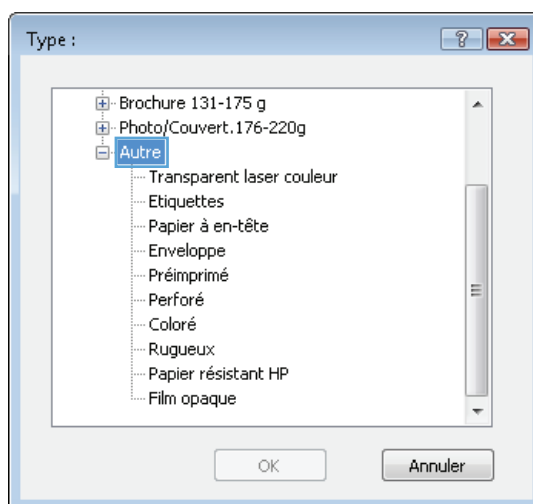 Type :
Brochure 131-175 g
Photo/Couvert.176-220g
Autre
Transparent laser couleur
Etiquettes
Papier à en-tête
Enveloppe
Préimprimé
Perforé
Coloré
Rugueux
Papier résistant HP
Film opaque
OK
Annuler